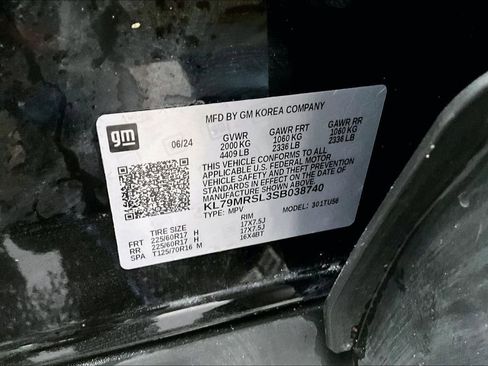 MFD BY GM KOREA COMPANY
gm
06/24
GVWR GAWR FRT GAWR RR
2000 KG 1060 KG 1060 KG
4409 LB 2336 LB 2336 LB
THIS VEHICLE CONFORMS TO ALL
APPLICABLE U.S. FEDERAL MOTOR
VEHICLE SAFETY AND THEFT PREVENTION
STANDARDS IN EFFECT ON THE DATE OF
MANUFACTURE SHOWN ABOVE.
KL79MRSL3SB038740
TYPE: MPV MODEL: 301TU56
TIRE SIZE RIM
FRT 225/60R17 H 17X7.5J
RR 225/60R17 H 17X7.5J
SPA T125/70R16 M 16X4BT